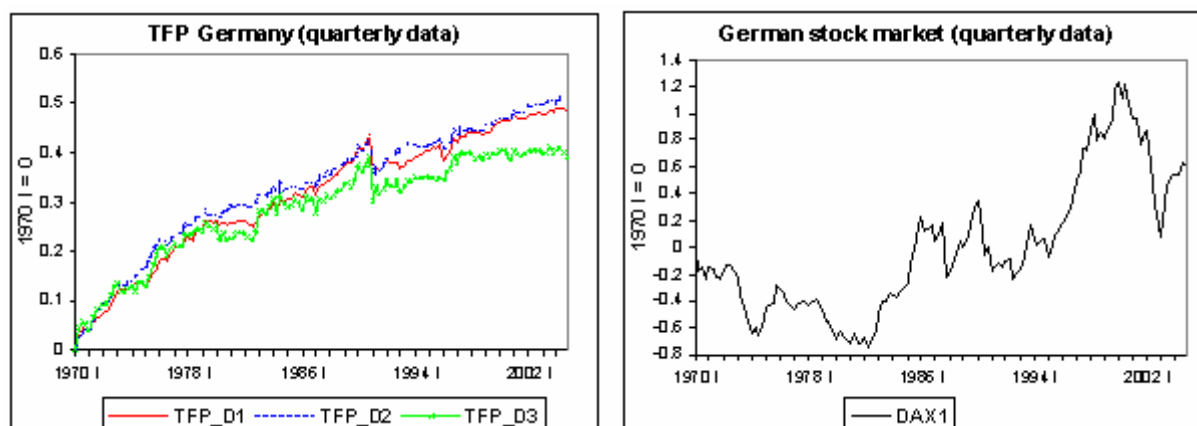 TFP Germany (quarterly data)
0.6
0.5
0.4
0.3
0.2
0.1
0
1970 I = 0
1970 I
1978 I
1986 I
1994 I
2002 I
TFP_D1
TFP_D2
TFP_D3
German stock market (quarterly data)
1.4
1.2
1
0.8
0.6
0.4
0.2
0
-0.2
-0.4
-0.6
-0.8
1970 I = 0
1970 I
1978 I
1986 I
1994 I
2002 I
DAX1